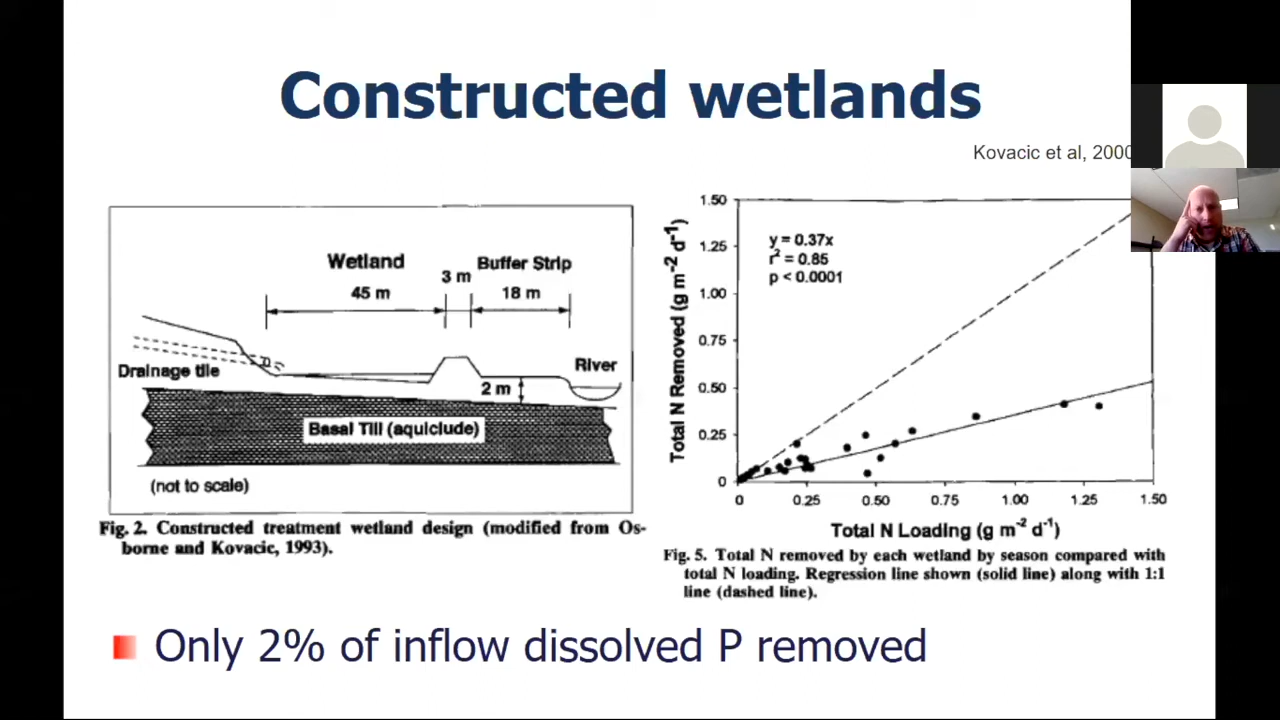 Constructed wetlands
Kovacic et al, 2000
Wetland
3 m
Buffer Strip
45 m
18 m
Drainage tile
River
2 m
Basal Till (aquiclude)
(not to scale)
Fig. 2. Constructed treatment wetland design (modified from Os-
borne and Kovacic, 1993).
1.50
1.25
1.00
0.75
0.50
0.25
0
Total N Removed (g m⁻² d⁻¹)
y = 0.37x
r² = 0.85
p < 0.0001
0 0.25 0.50 0.75 1.00 1.25 1.50
Total N Loading (g m⁻² d⁻¹)
Fig. 5. Total N removed by each wetland by season compared with
total N loading. Regression line shown (solid line) along with 1:1
line (dashed line).
Only 2% of inflow dissolved P removed